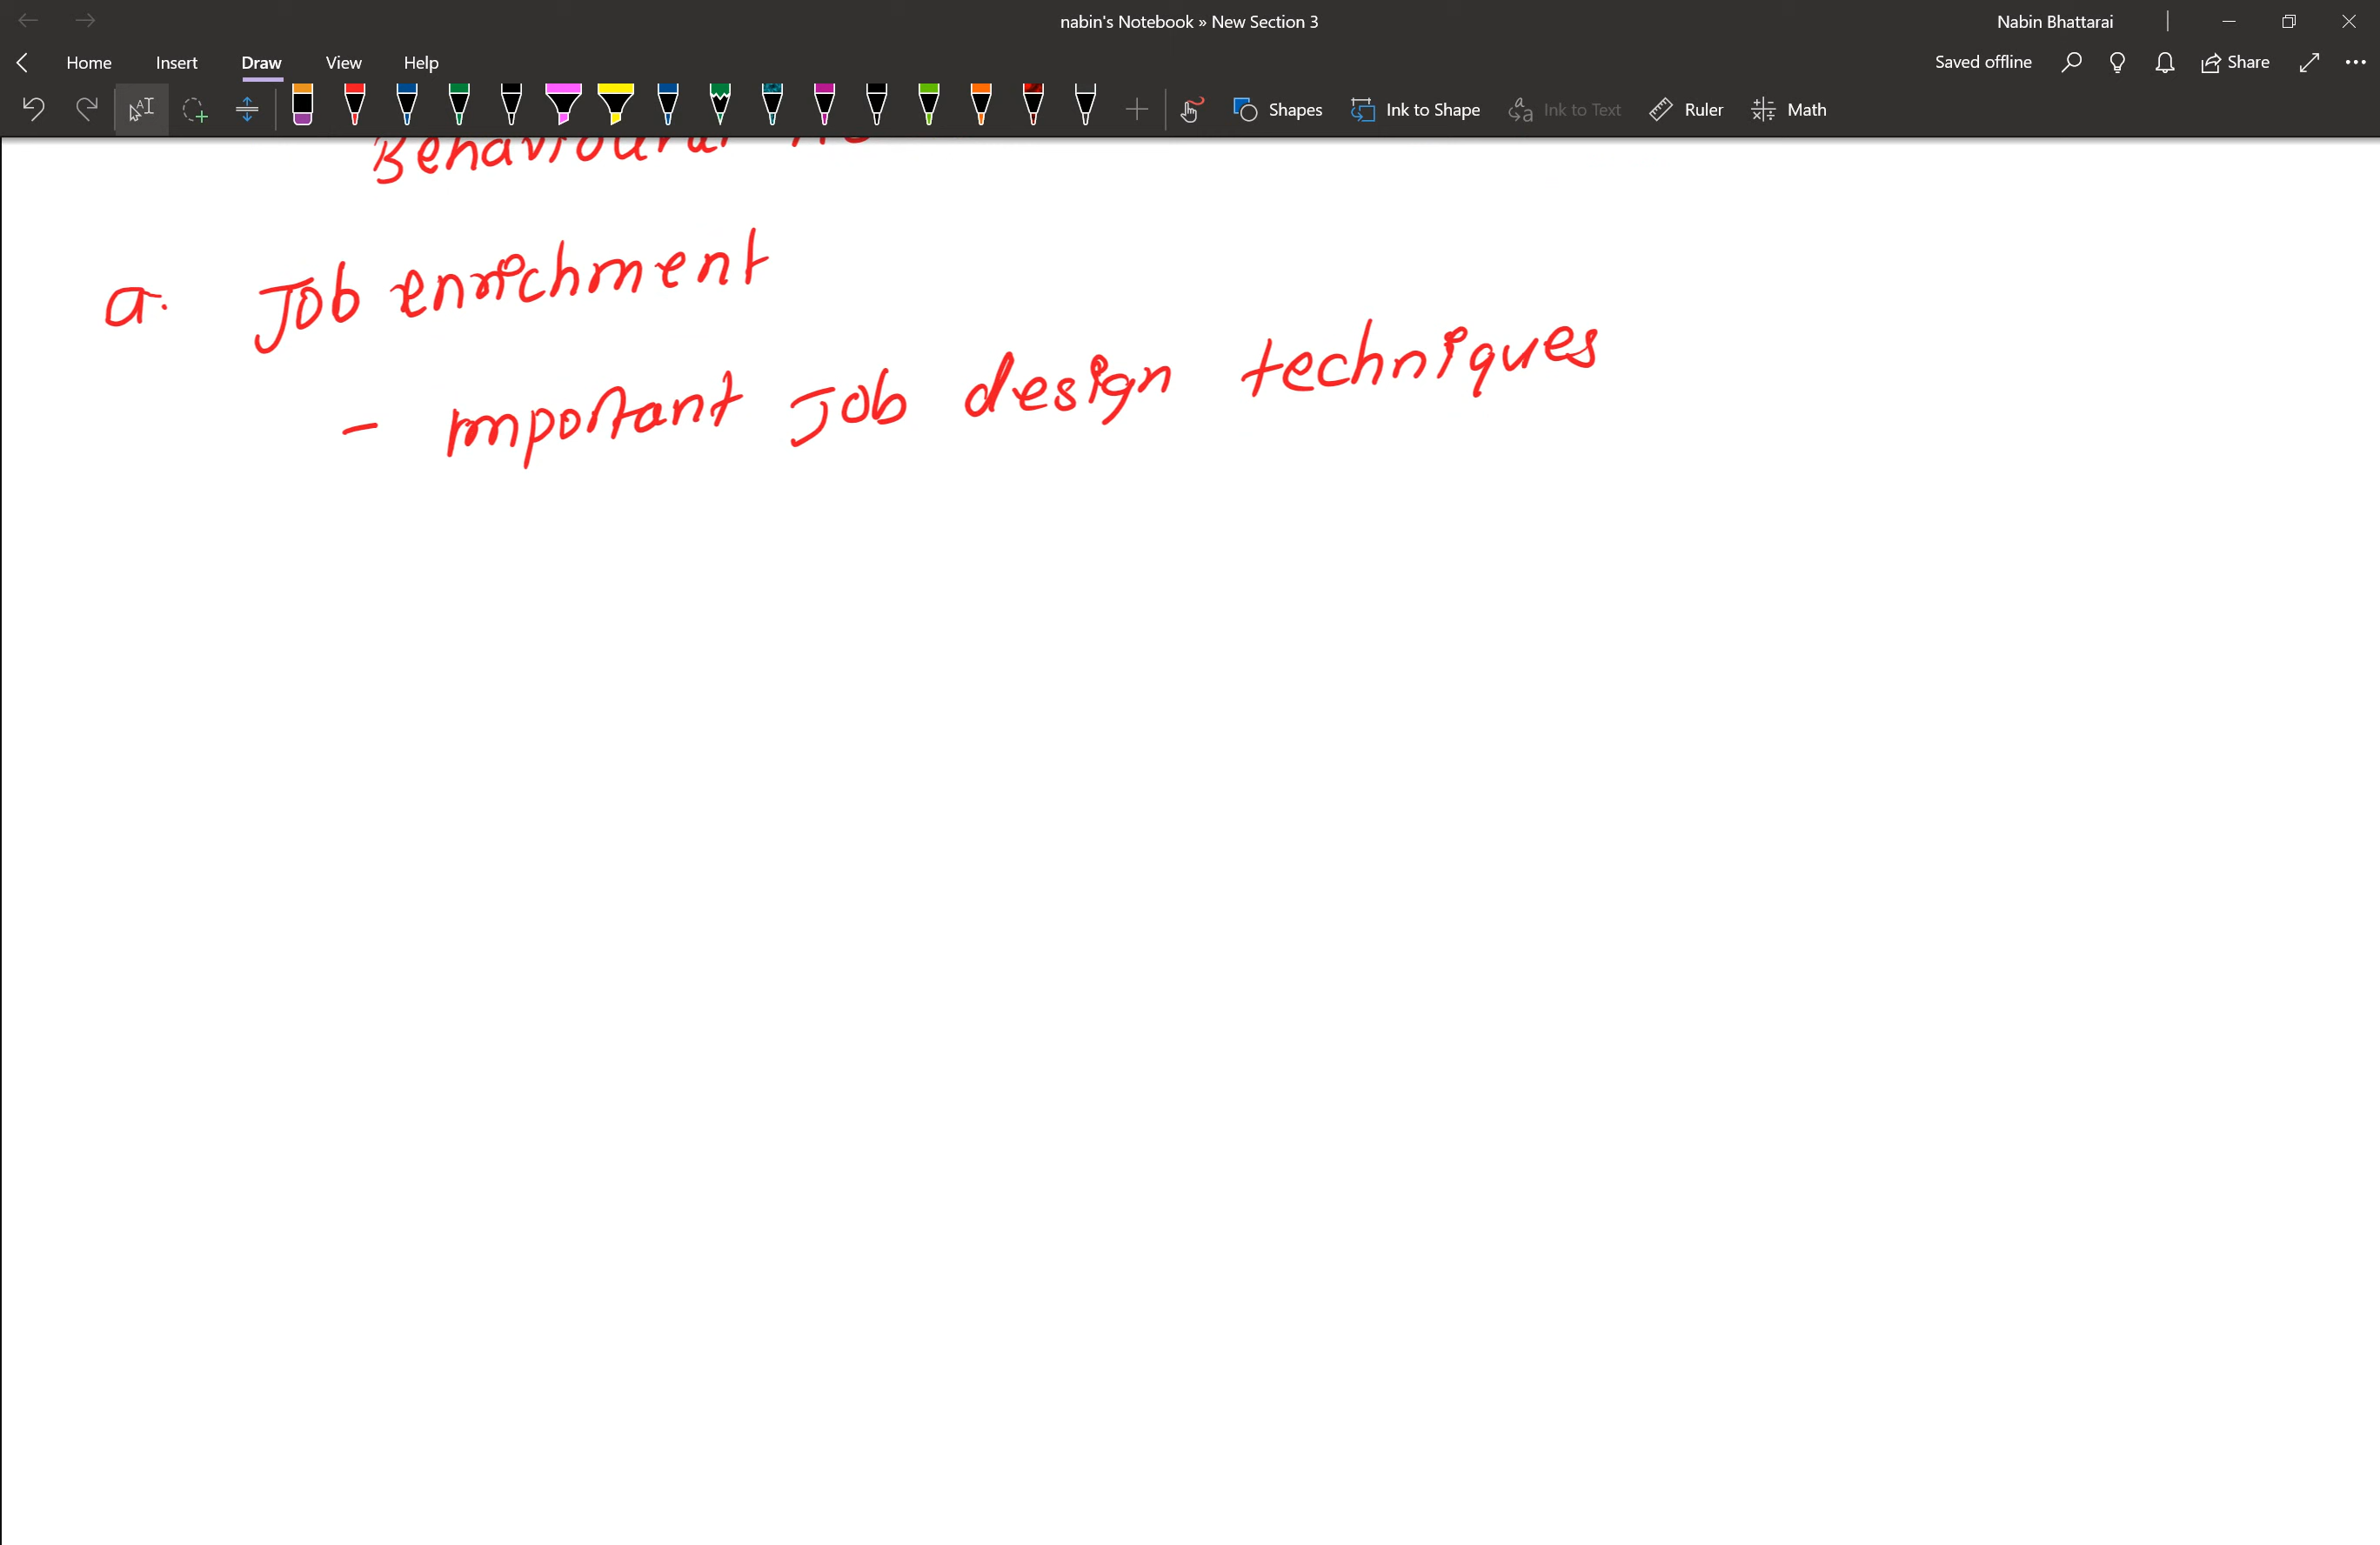 nabin's Notebook » New Section 3
Nabin Bhattarai
Home Insert Draw View Help
Saved offline
Share
Shapes Ink to Shape Ink to Text Ruler Math
Behavioural
a. Job enrichment
- Important Job design techniques